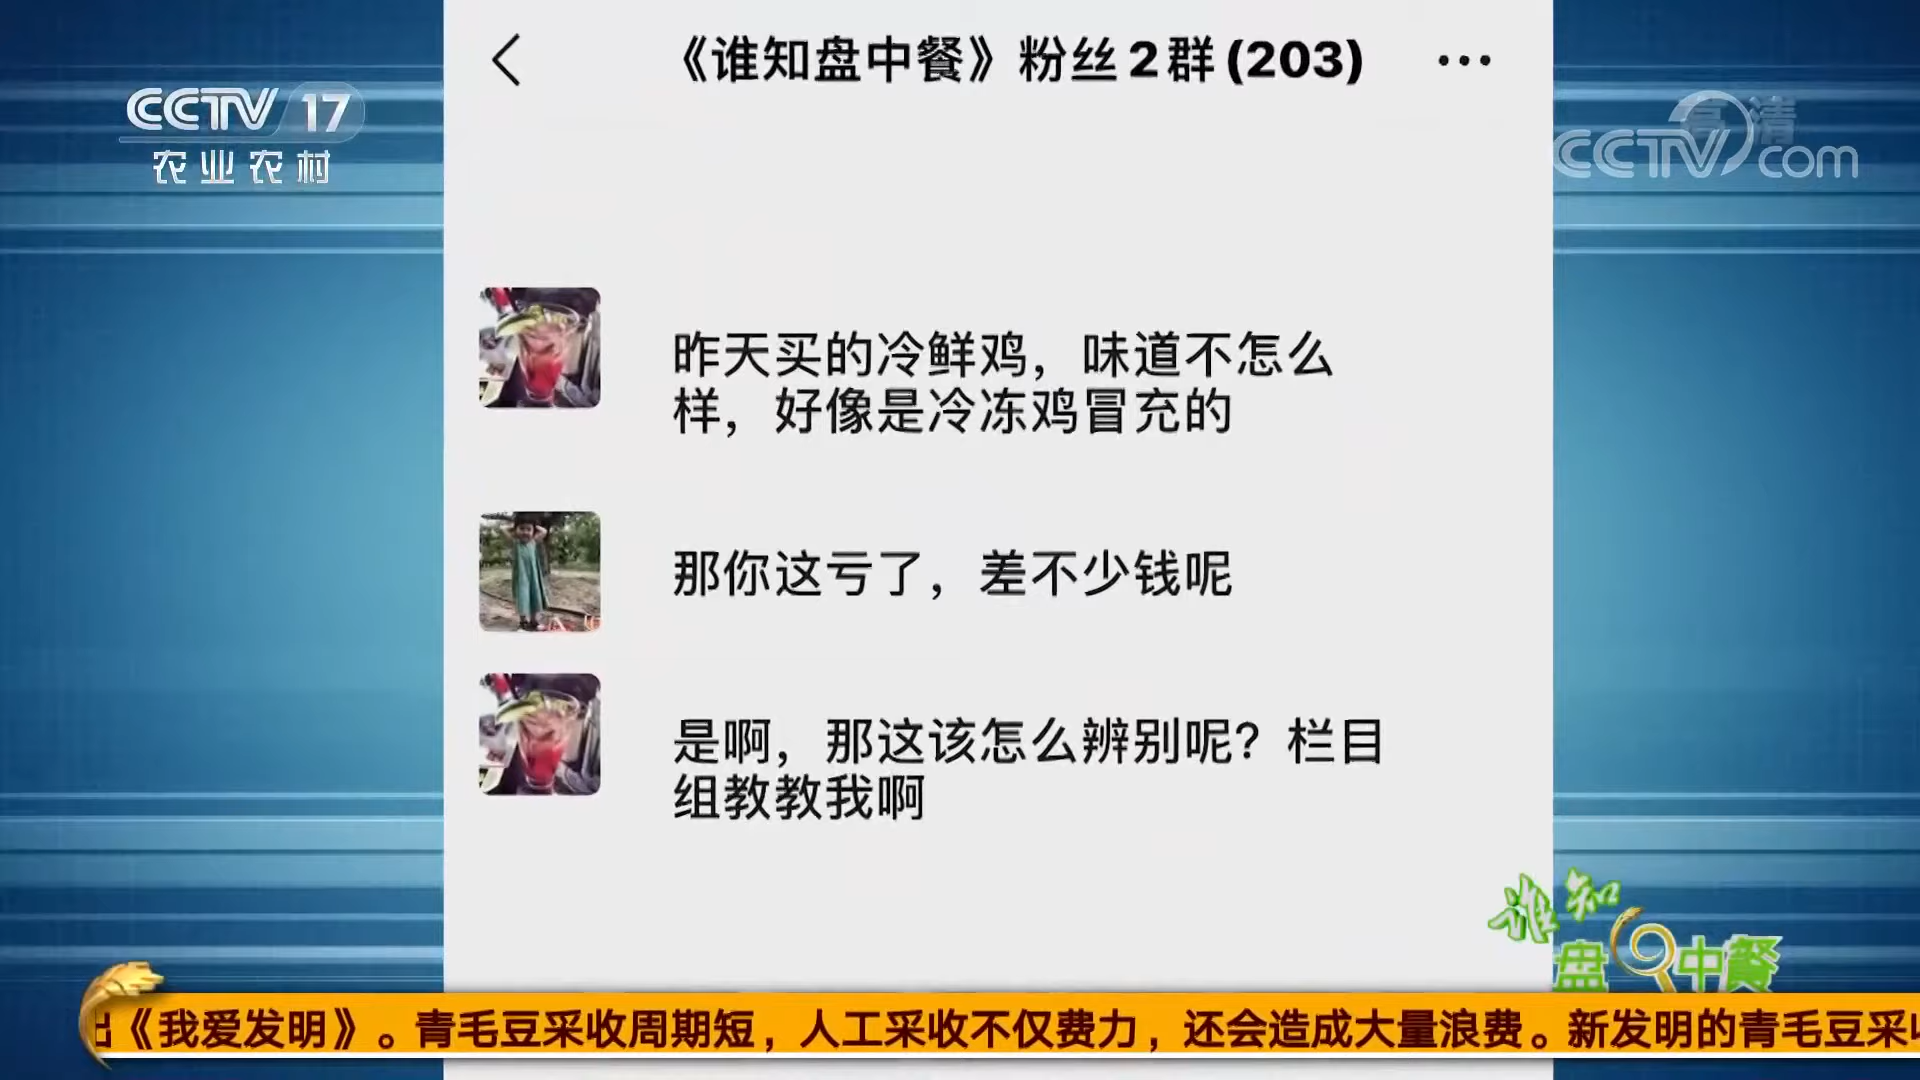 《谁知盘中餐》粉丝2群(203)
CCTV 17
农业农村
高清
CCTV com
昨天买的冷鲜鸡，味道不怎么
样，好像是冷冻鸡冒充的
那你这亏了，差不少钱呢
是啊，那这该怎么辨别呢？栏目
组教教我啊
谁知
盘中餐
出《我爱发明》。青毛豆采收周期短，人工采收不仅费力，还会造成大量浪费。新发明的青毛豆采收